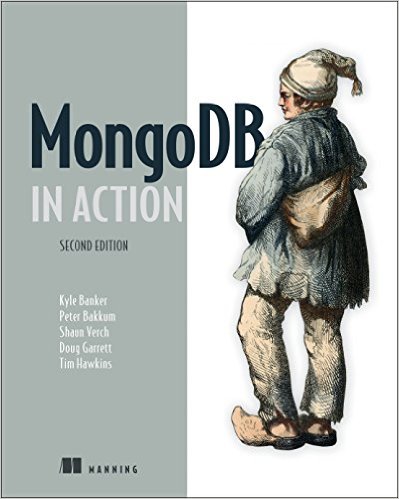 MongoDB
IN ACTION
SECOND EDITION
Kyle Banker
Peter Bakkum
Shaun Verch
Doug Garrett
Tim Hawkins
MANNING